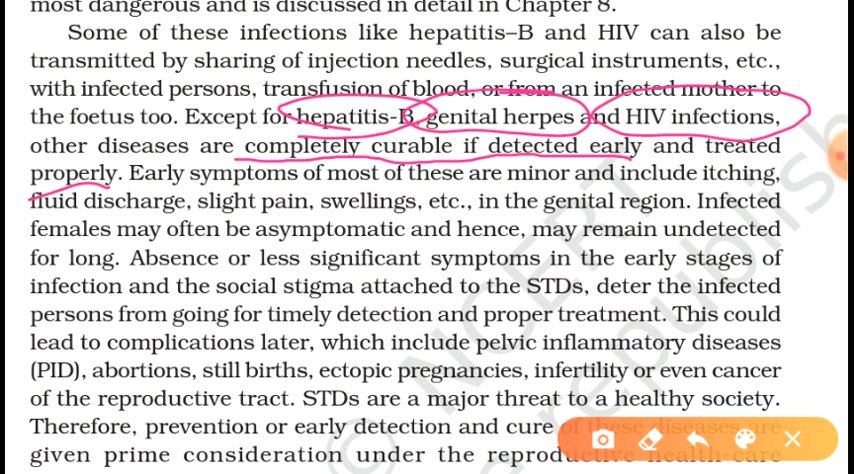 most dangerous and is discussed in detail in Chapter 8.
Some of these infections like hepatitis–B and HIV can also be
transmitted by sharing of injection needles, surgical instruments, etc.,
with infected persons, transfusion of blood, or from an infected mother to
the foetus too. Except for hepatitis-B, genital herpes and HIV infections,
other diseases are completely curable if detected early and treated
properly. Early symptoms of most of these are minor and include itching,
fluid discharge, slight pain, swellings, etc., in the genital region. Infected
females may often be asymptomatic and hence, may remain undetected
for long. Absence or less significant symptoms in the early stages of
infection and the social stigma attached to the STDs, deter the infected
persons from going for timely detection and proper treatment. This could
lead to complications later, which include pelvic inflammatory diseases
(PID), abortions, still births, ectopic pregnancies, infertility or even cancer
of the reproductive tract. STDs are a major threat to a healthy society.
Therefore, prevention or early detection and cure of these diseases are
given prime consideration under the reproductive health-care
© NCERT
republish